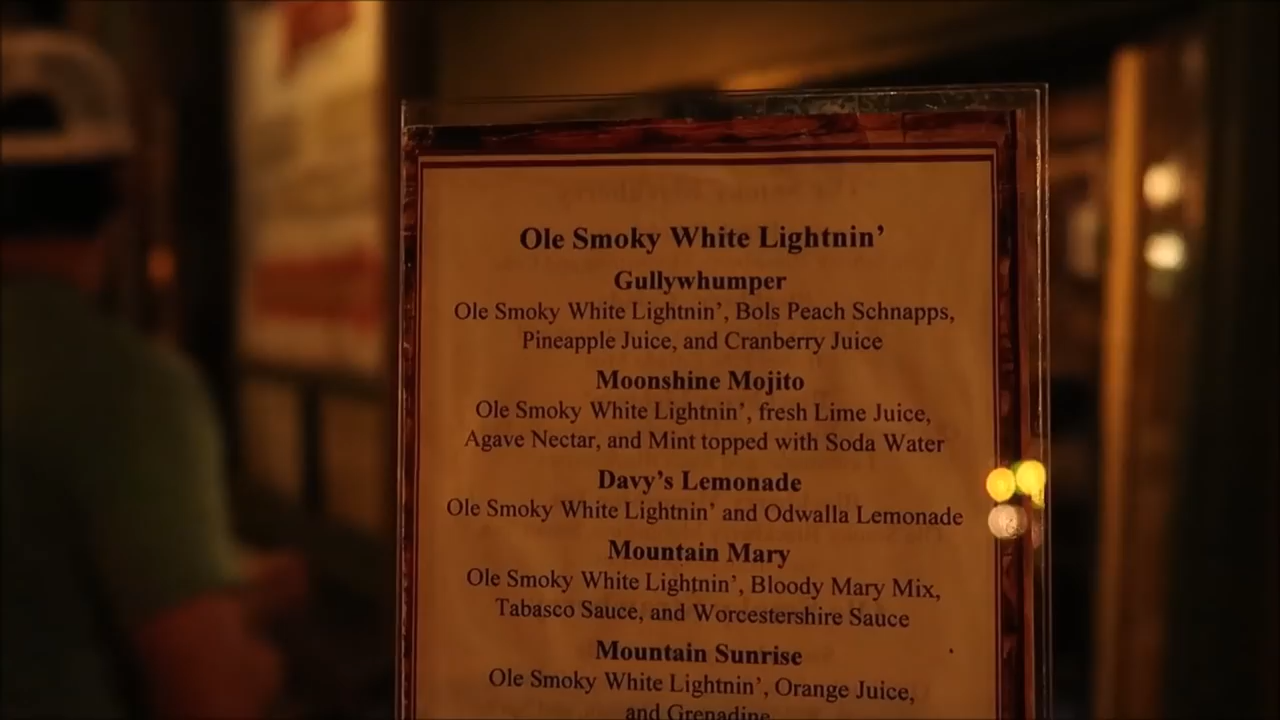 Ole Smoky White Lightnin'
Gullywhumper
Ole Smoky White Lightnin', Bols Peach Schnapps,
Pineapple Juice, and Cranberry Juice
Moonshine Mojito
Ole Smoky White Lightnin', fresh Lime Juice,
Agave Nectar, and Mint topped with Soda Water
Davy's Lemonade
Ole Smoky White Lightnin' and Odwalla Lemonade
Mountain Mary
Ole Smoky White Lightnin', Bloody Mary Mix,
Tabasco Sauce, and Worcestershire Sauce
Mountain Sunrise
Ole Smoky White Lightnin', Orange Juice,
and Grenadine